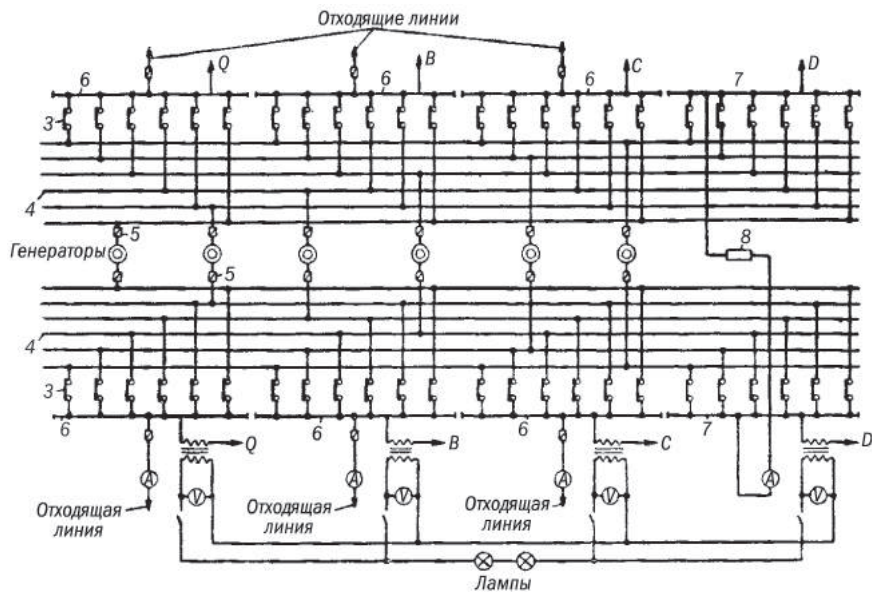 Отходящие линии
Q
B
C
D
6
6
6
7
3
4
5
8
Генераторы
5
4
3
6
6
6
7
Q
B
C
D
A
V
A
V
A
V
A
V
Отходящая
линия
Отходящая
линия
Отходящая
линия
Лампы